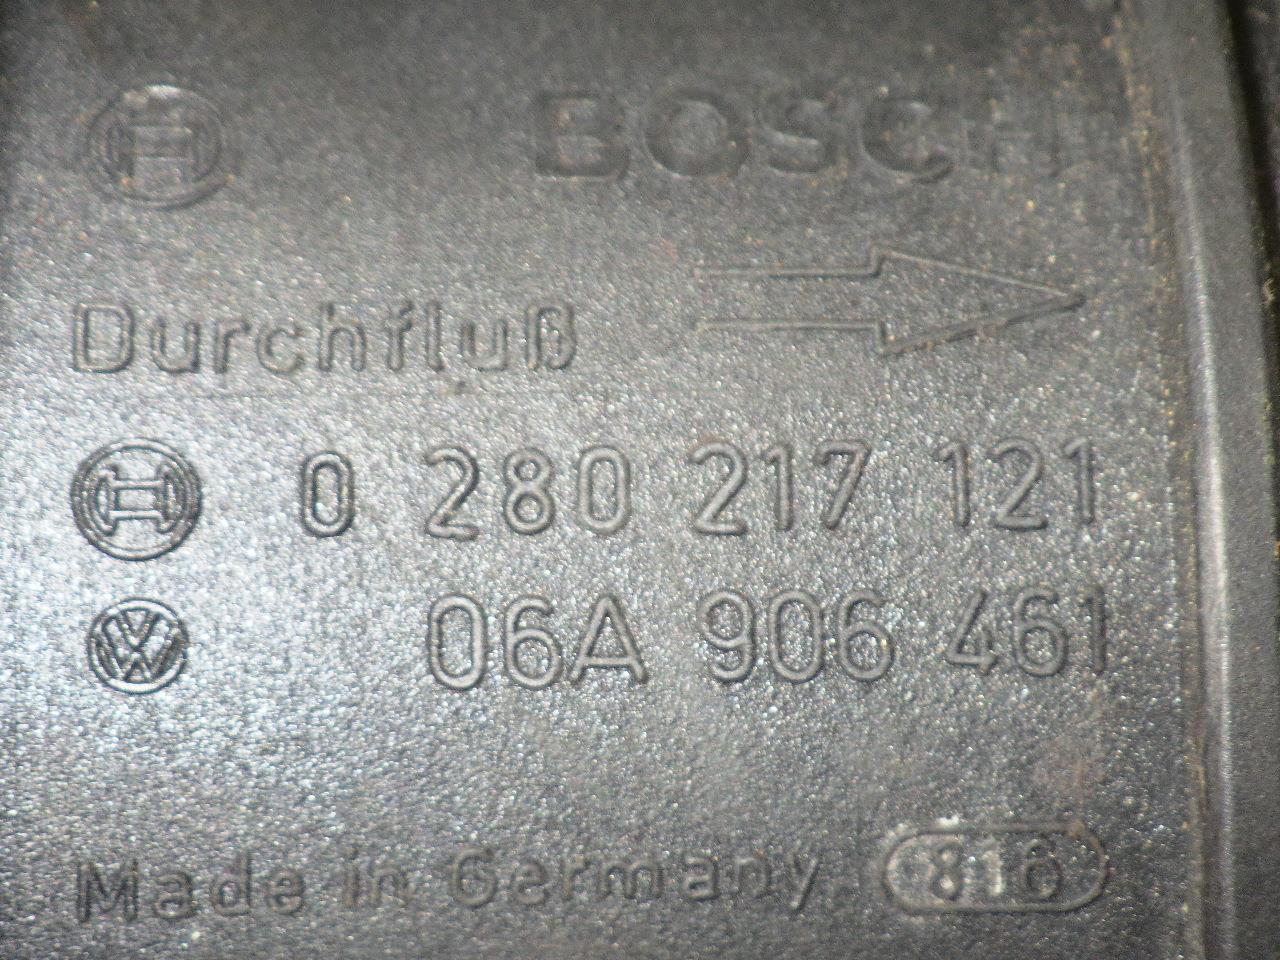 BOSCH
Durchfluß
0 280 217 121
06A 906 461
Made in Germany 816